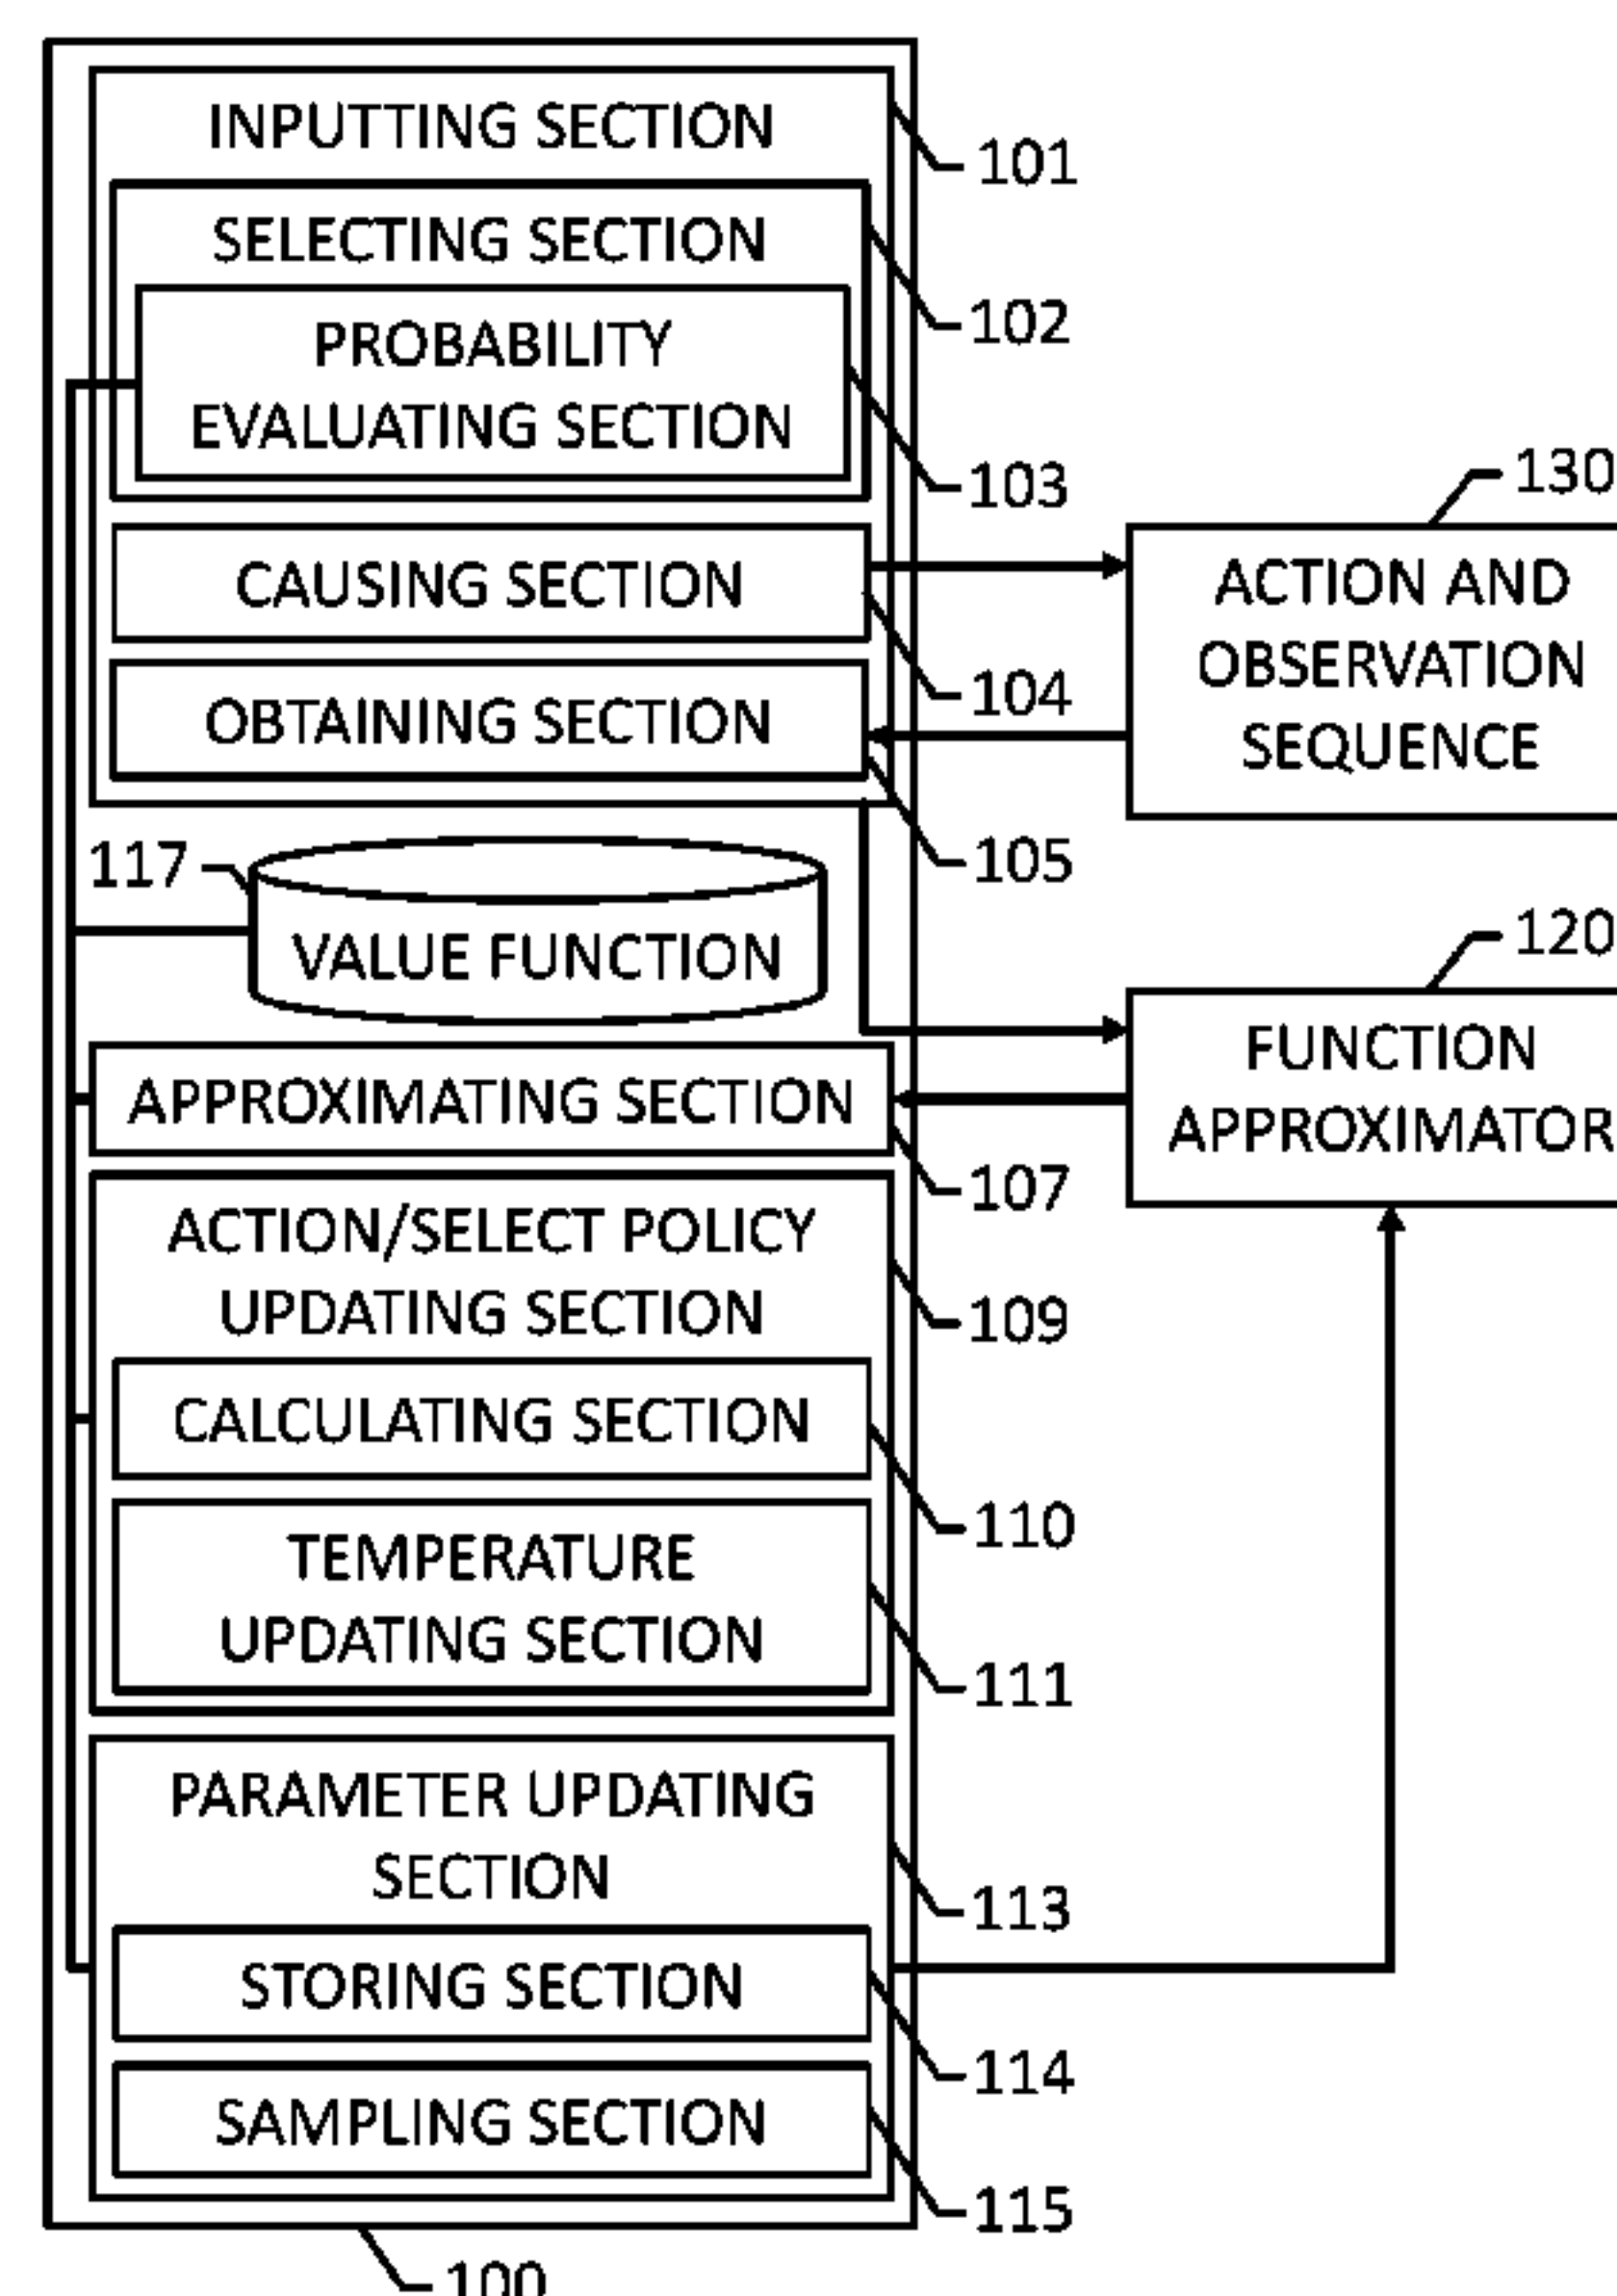 INPUTTING SECTION
101
SELECTING SECTION
102
PROBABILITY
EVALUATING SECTION
103
CAUSING SECTION
104
OBTAINING SECTION
105
130
ACTION AND
OBSERVATION
SEQUENCE
117
VALUE FUNCTION
120
FUNCTION
APPROXIMATOR
APPROXIMATING SECTION
107
ACTION/SELECT POLICY
UPDATING SECTION
109
CALCULATING SECTION
110
TEMPERATURE
UPDATING SECTION
111
PARAMETER UPDATING
SECTION
113
STORING SECTION
114
SAMPLING SECTION
115
100